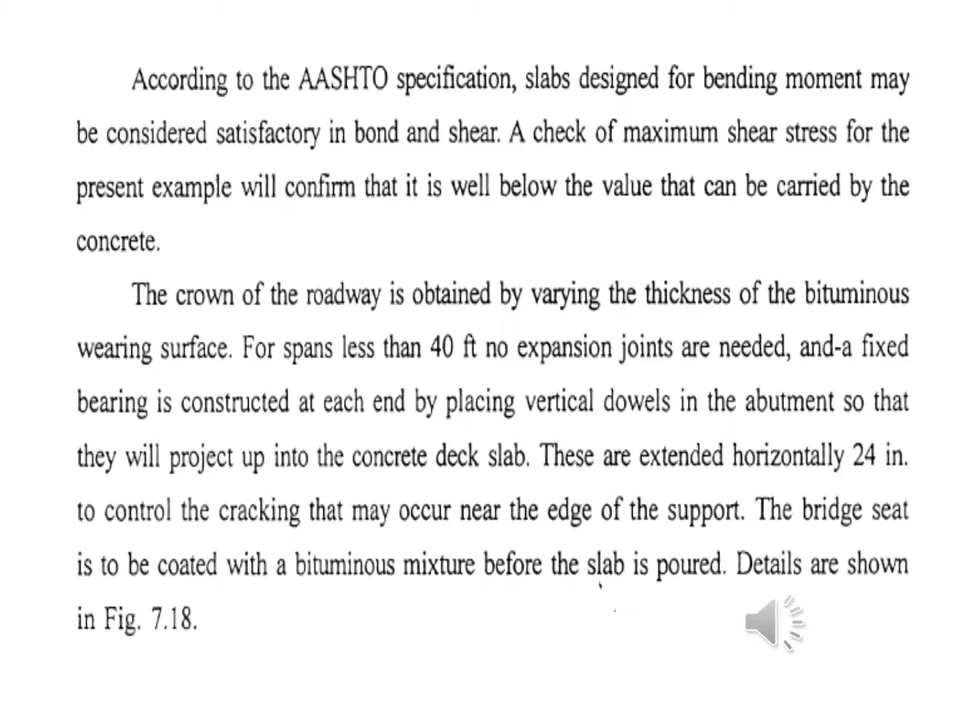 According to the AASHTO specification, slabs designed for bending moment may
be considered satisfactory in bond and shear. A check of maximum shear stress for the
present example will confirm that it is well below the value that can be carried by the
concrete.
The crown of the roadway is obtained by varying the thickness of the bituminous
wearing surface. For spans less than 40 ft no expansion joints are needed, and-a fixed
bearing is constructed at each end by placing vertical dowels in the abutment so that
they will project up into the concrete deck slab. These are extended horizontally 24 in.
to control the cracking that may occur near the edge of the support. The bridge seat
is to be coated with a bituminous mixture before the slab is poured. Details are shown
in Fig. 7.18.